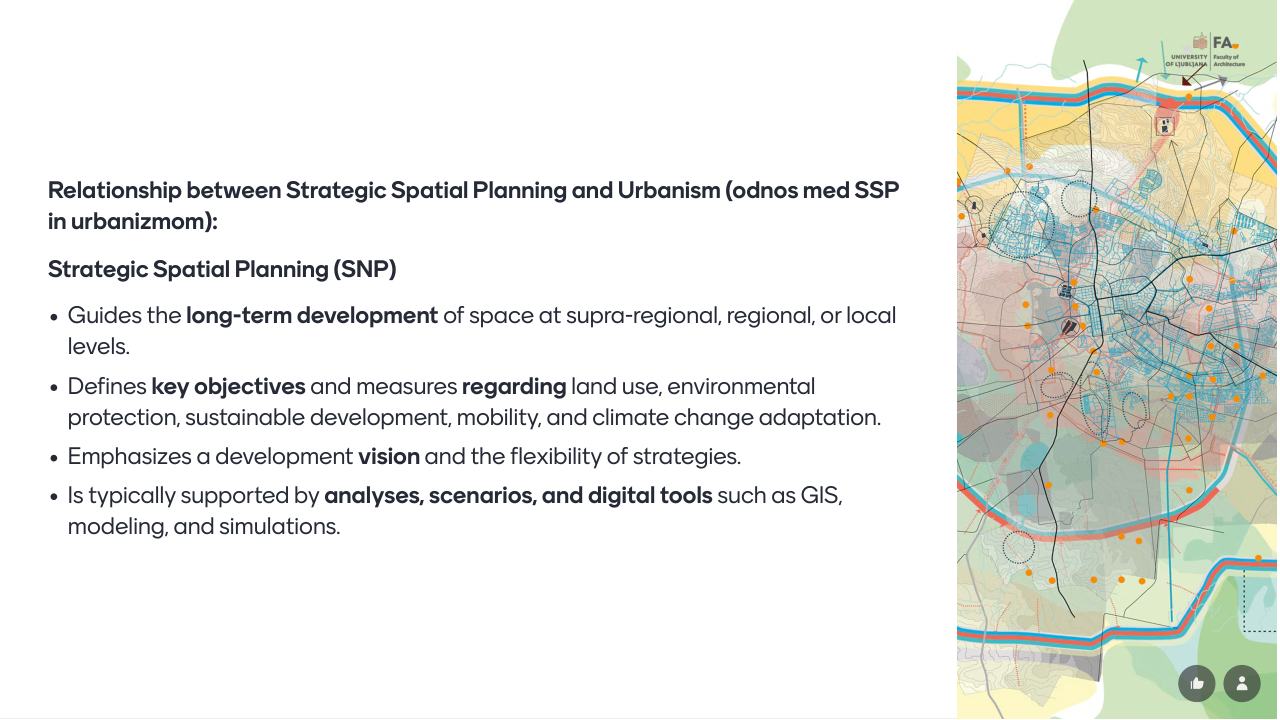 Relationship between Strategic Spatial Planning and Urbanism (odnos med SSP
in urbanizmom):
Strategic Spatial Planning (SNP)
• Guides the long-term development of space at supra-regional, regional, or local
levels.
• Defines key objectives and measures regarding land use, environmental
protection, sustainable development, mobility, and climate change adaptation.
• Emphasizes a development vision and the flexibility of strategies.
• Is typically supported by analyses, scenarios, and digital tools such as GIS,
modeling, and simulations.
UNIVERSITY
OF LJUBLJANA
FA
Faculty of
Architecture